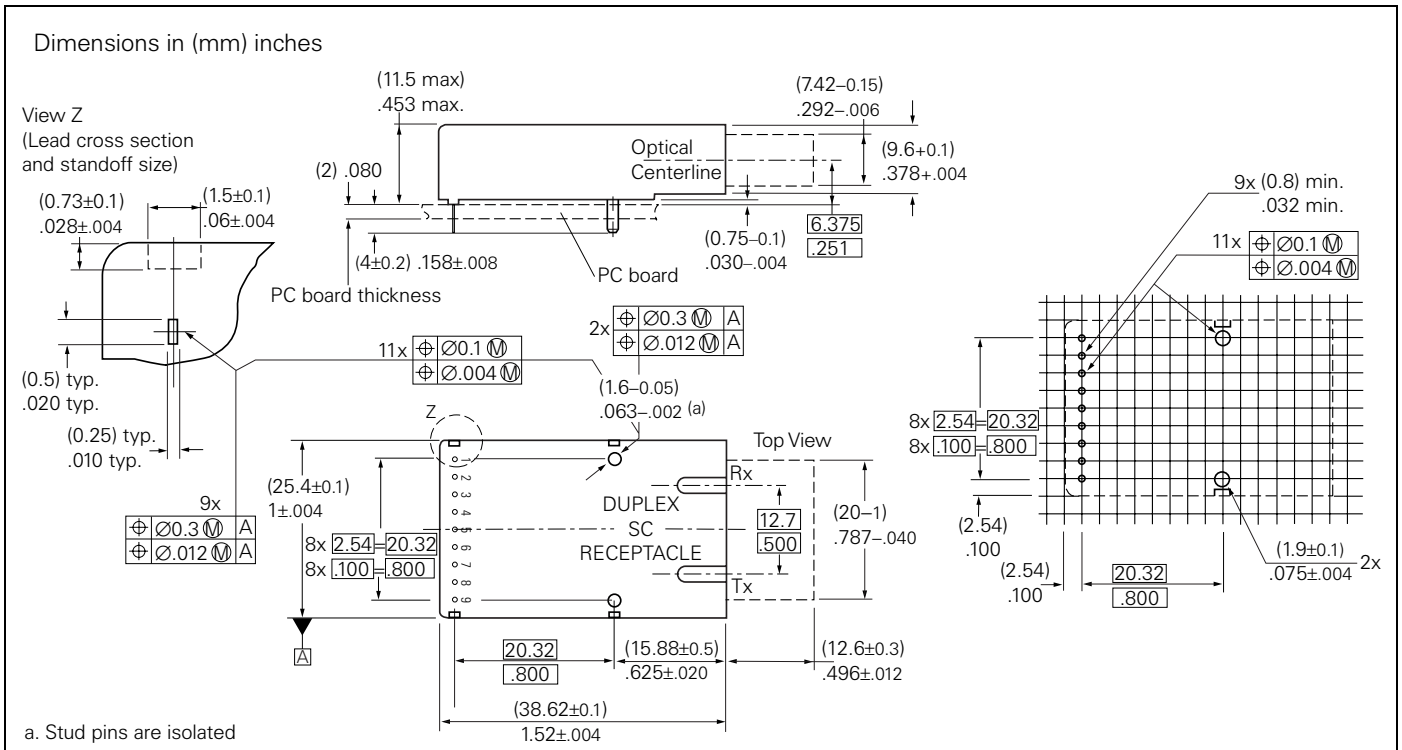 Dimensions in (mm) inches
View Z
(Lead cross section
and standoff size)
(0.73±0.1)
.028±.004
(1.5±0.1)
.06±.004
(0.5) typ.
.020 typ.
(0.25) typ.
.010 typ.
9x
⌖ Ø0.3 Ⓜ A
⌖ Ø.012 Ⓜ A
(11.5 max)
.453 max.
(2) .080
(4±0.2) .158±.008
PC board thickness
PC board
Optical
Centerline
(7.42–0.15)
.292–.006
(9.6+0.1)
.378+.004
6.375
.251
(0.75–0.1)
.030–.004
11x ⌖ Ø0.1 Ⓜ
⌖ Ø.004 Ⓜ
2x ⌖ Ø0.3 Ⓜ A
⌖ Ø.012 Ⓜ A
(1.6–0.05)
.063–.002 (a)
Z
Top View
1
2
3
4
5
6
7
8
9
(25.4±0.1)
1±.004
8x 2.54=20.32
8x .100=.800
A
DUPLEX
SC
RECEPTACLE
Rx
Tx
12.7
.500
(20–1)
.787–.040
20.32
.800
(15.88±0.5)
.625±.020
(12.6±0.3)
.496±.012
(38.62±0.1)
1.52±.004
9x (0.8) min.
.032 min.
11x ⌖ Ø0.1 Ⓜ
⌖ Ø.004 Ⓜ
8x 2.54=20.32
8x .100=.800
(2.54)
.100
(2.54)
.100
20.32
.800
(1.9±0.1)
.075±.004 2x
a. Stud pins are isolated